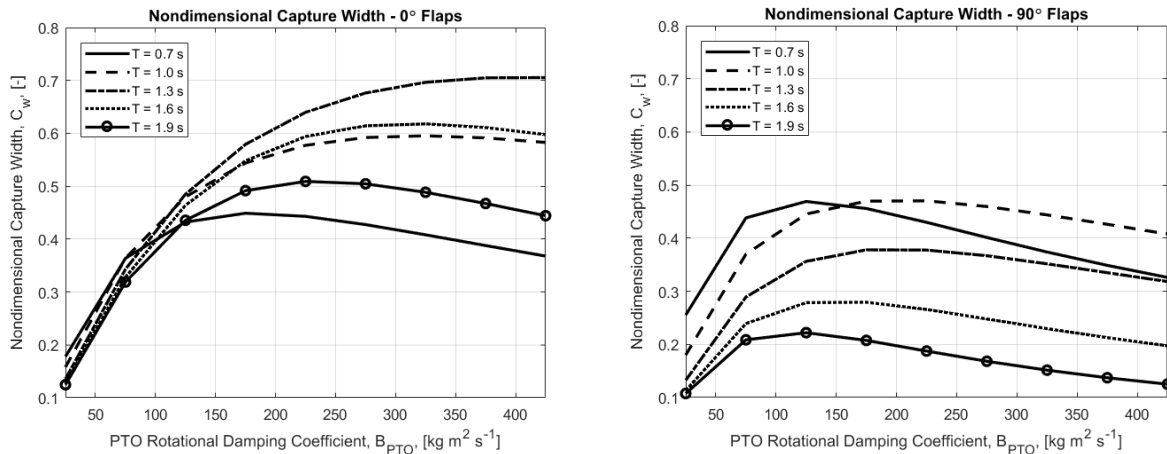 Nondimensional Capture Width - 0° Flaps
Nondimensional Capture Width, C_w, [-]
0.8
0.7
0.6
0.5
0.4
0.3
0.2
0.1
T = 0.7 s
T = 1.0 s
T = 1.3 s
T = 1.6 s
T = 1.9 s
50 100 150 200 250 300 350 400
PTO Rotational Damping Coefficient, B_PTO, [kg m² s⁻¹]
Nondimensional Capture Width - 90° Flaps
Nondimensional Capture Width, C_w, [-]
0.8
0.7
0.6
0.5
0.4
0.3
0.2
0.1
T = 0.7 s
T = 1.0 s
T = 1.3 s
T = 1.6 s
T = 1.9 s
50 100 150 200 250 300 350 400
PTO Rotational Damping Coefficient, B_PTO, [kg m² s⁻¹]